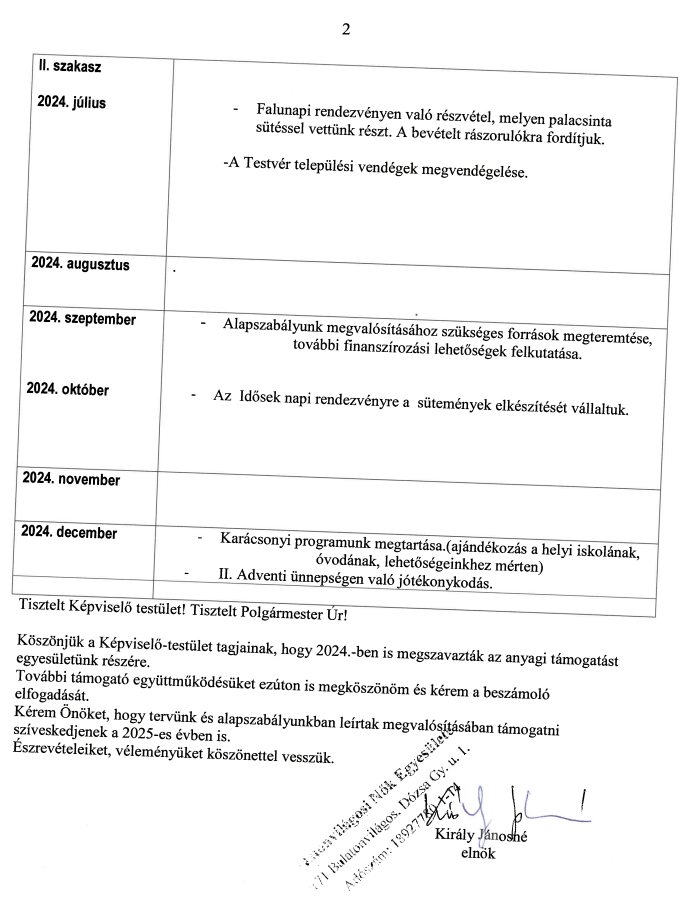 2
II. szakasz
2024. július
- Falunapi rendezvényen való részvétel, melyen palacsinta
sütéssel vettünk részt. A bevételt rászorulókra fordítjuk.
-A Testvér települési vendégek megvendégelése.
2024. augusztus
.
2024. szeptember
- Alapszabályunk megvalósításához szükséges források megteremtése,
további finanszírozási lehetőségek felkutatása.
2024. október
- Az Idősek napi rendezvényre a sütemények elkészítését vállaltuk.
2024. november
2024. december
- Karácsonyi programunk megtartása.(ajándékozás a helyi iskolának,
óvodának, lehetőségeinkhez mérten)
- II. Adventi ünnepségen való jótékonykodás.
Tisztelt Képviselő testület! Tisztelt Polgármester Úr!
Köszönjük a Képviselő-testület tagjainak, hogy 2024.-ben is megszavazták az anyagi támogatást
egyesületünk részére.
További támogató együttműködésüket ezúton is megköszönöm és kérem a beszámoló
elfogadását.
Kérem Önöket, hogy tervünk és alapszabályunkban leírtak megvalósításában támogatni
szíveskedjenek a 2025-es évben is.
Észrevételeiket, véleményüket köszönettel vesszük.
Nők Egyesülete
Balatonvilágos, Dózsa Gy. u. 1.
Adószám:
Király Jánosné
elnök